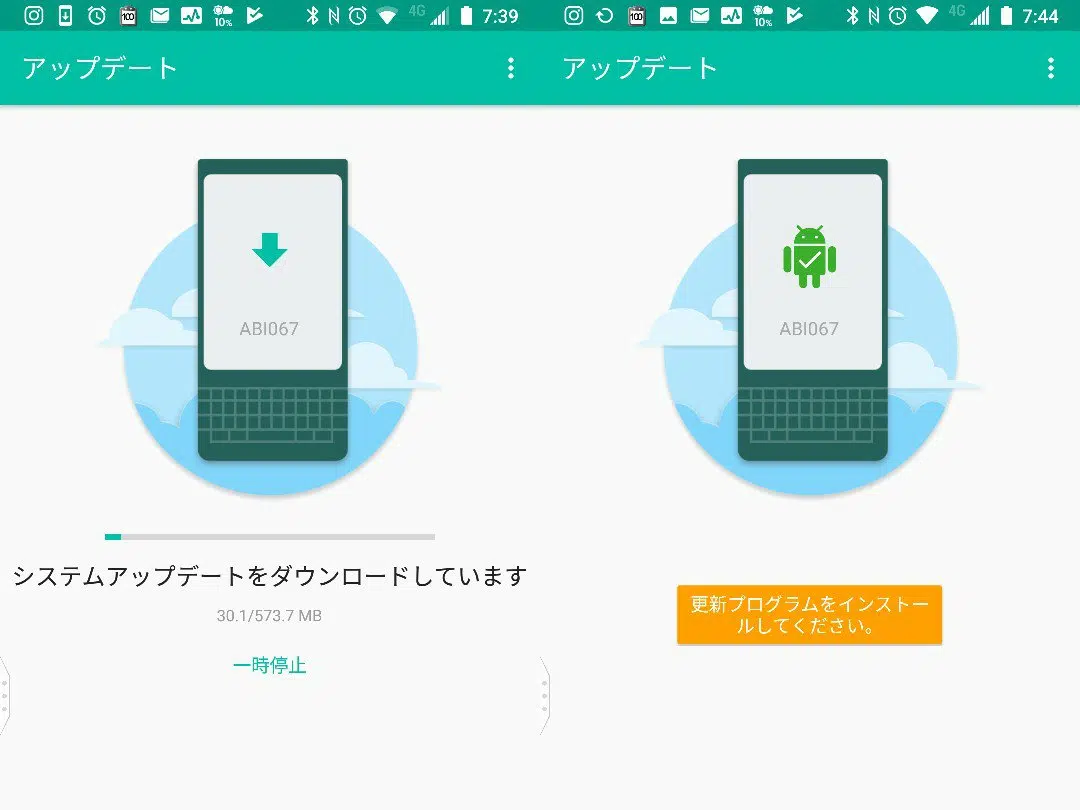 100
10%
4G
7:39
アップデート
ABI067
システムアップデートをダウンロードしています
30.1/573.7 MB
一時停止
100
10%
4G
7:44
アップデート
ABI067
更新プログラムをインストー
ルしてください。